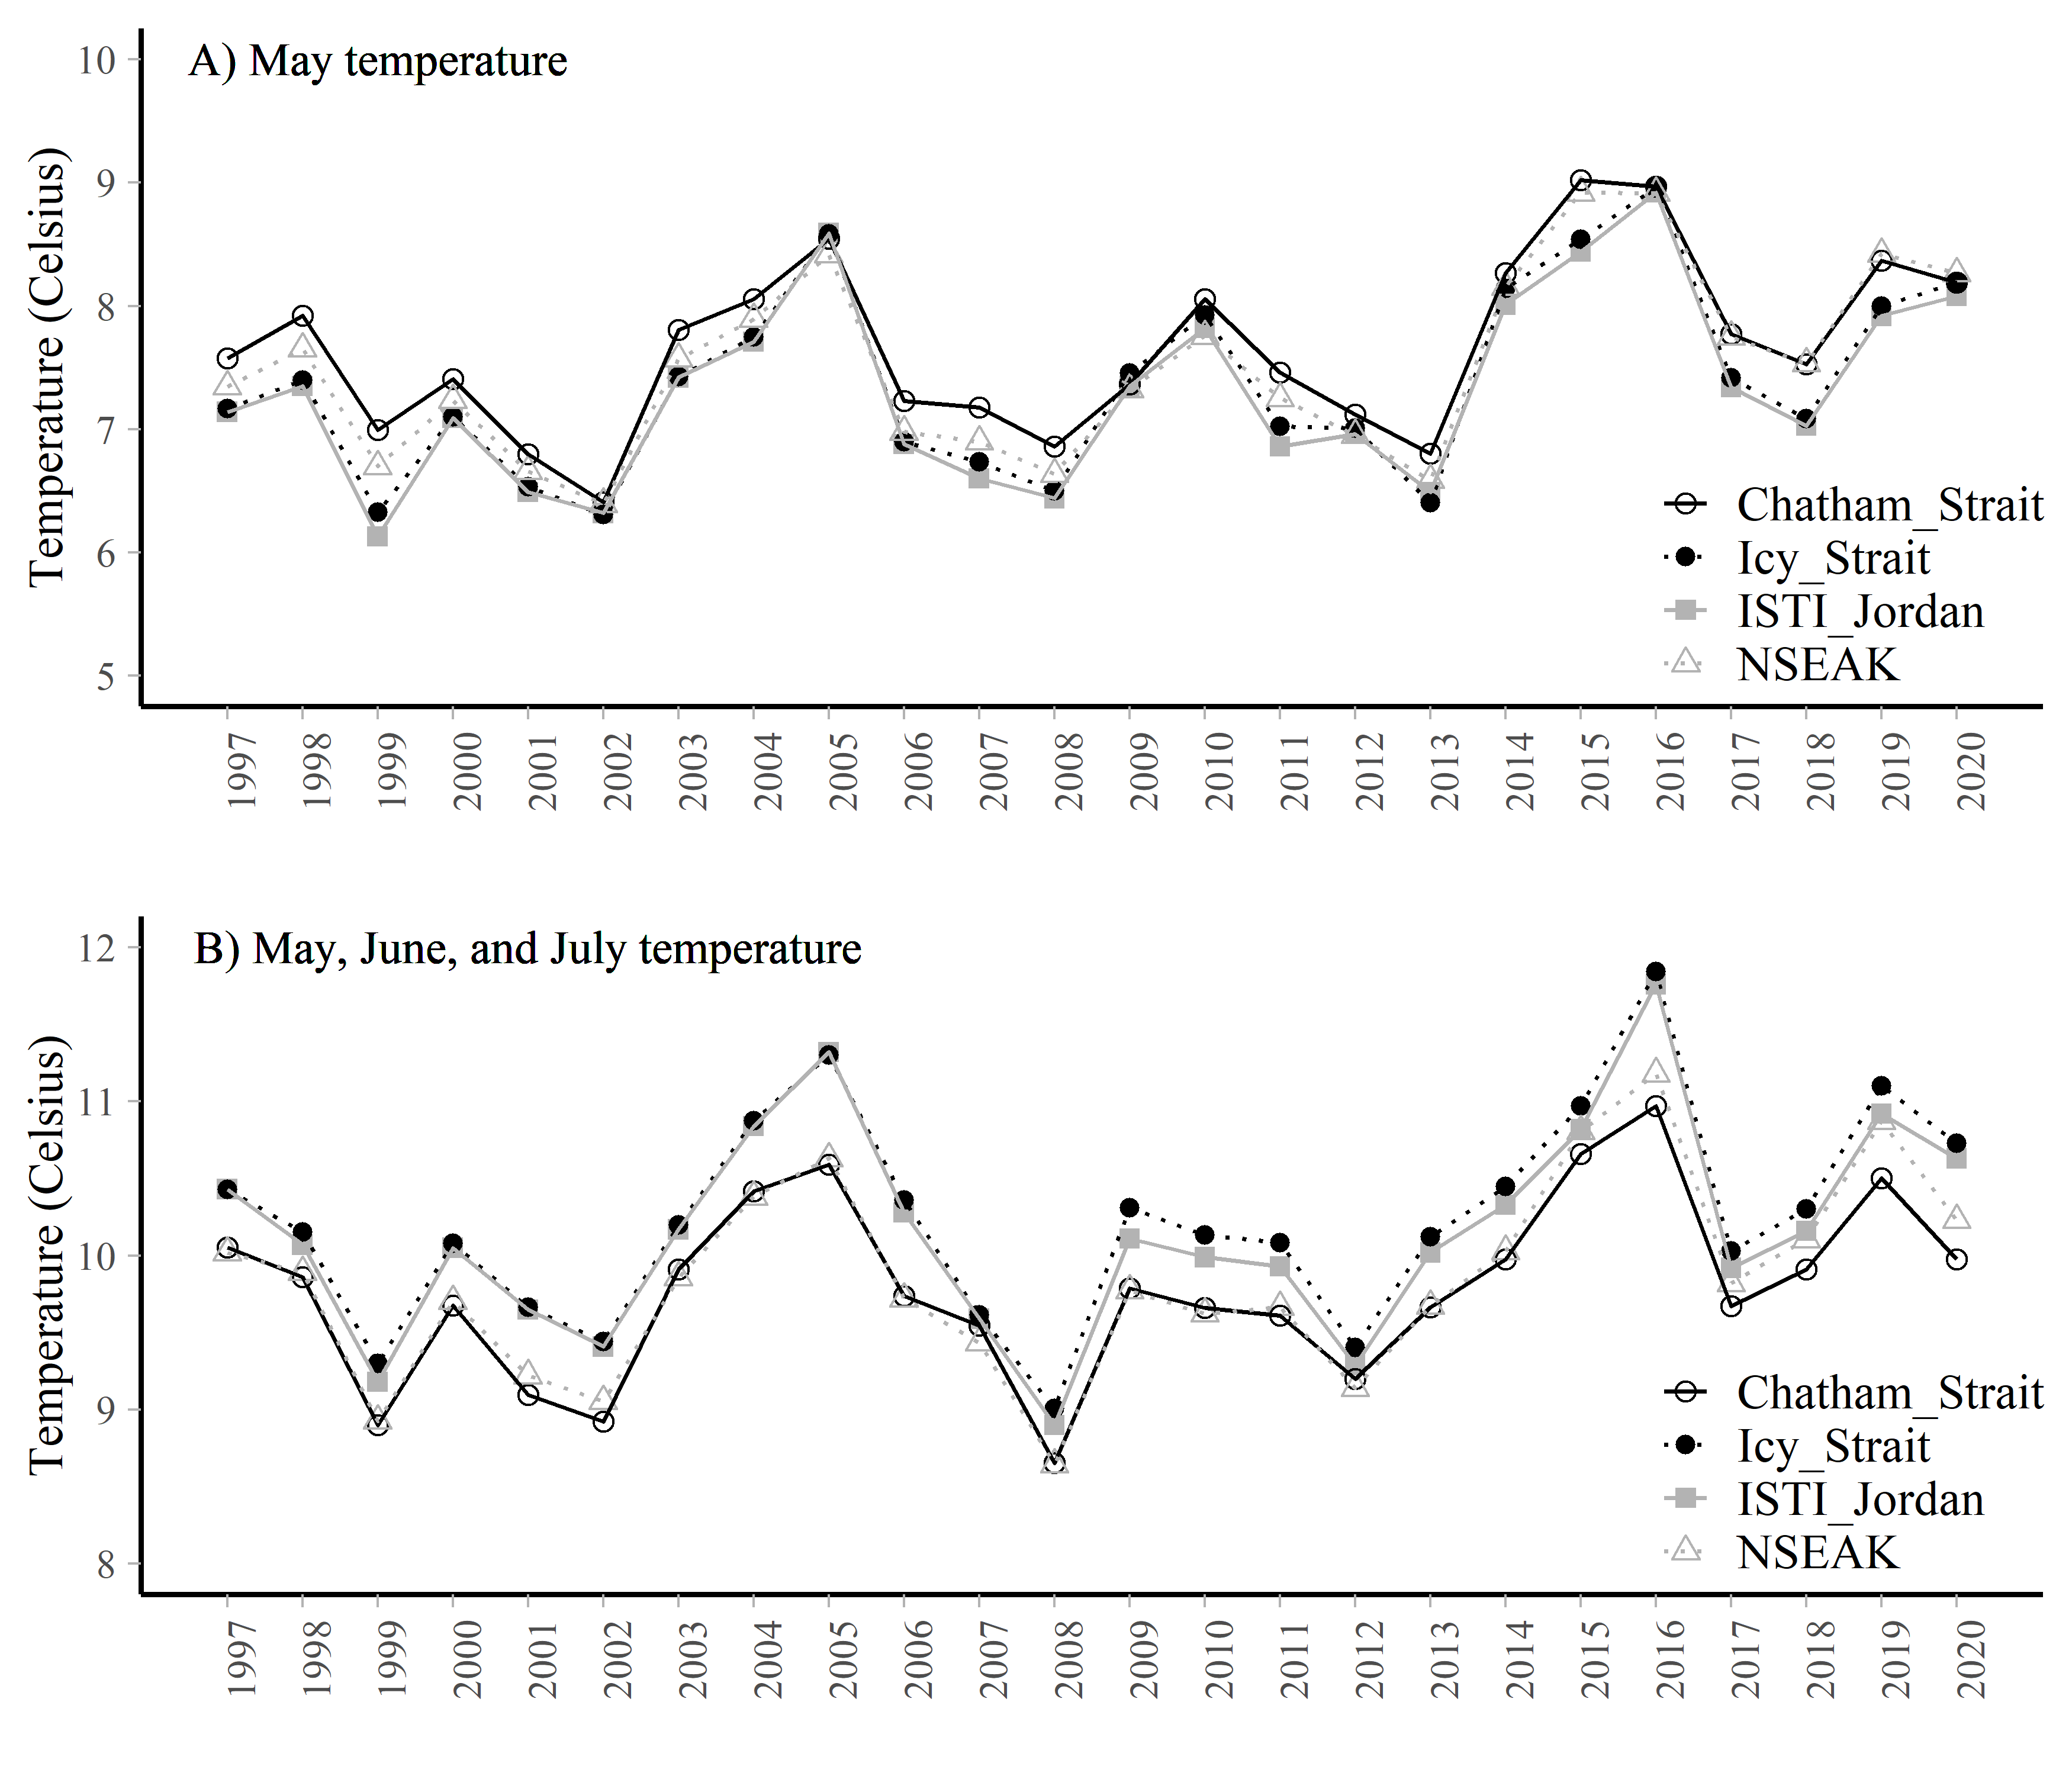 A) May temperature
Temperature (Celsius)
10
9
8
7
6
5
Chatham_Strait
Icy_Strait
ISTI_Jordan
NSEAK
1997 1998 1999 2000 2001 2002 2003 2004 2005 2006 2007 2008 2009 2010 2011 2012 2013 2014 2015 2016 2017 2018 2019 2020
B) May, June, and July temperature
Temperature (Celsius)
12
11
10
9
8
Chatham_Strait
Icy_Strait
ISTI_Jordan
NSEAK
1997 1998 1999 2000 2001 2002 2003 2004 2005 2006 2007 2008 2009 2010 2011 2012 2013 2014 2015 2016 2017 2018 2019 2020